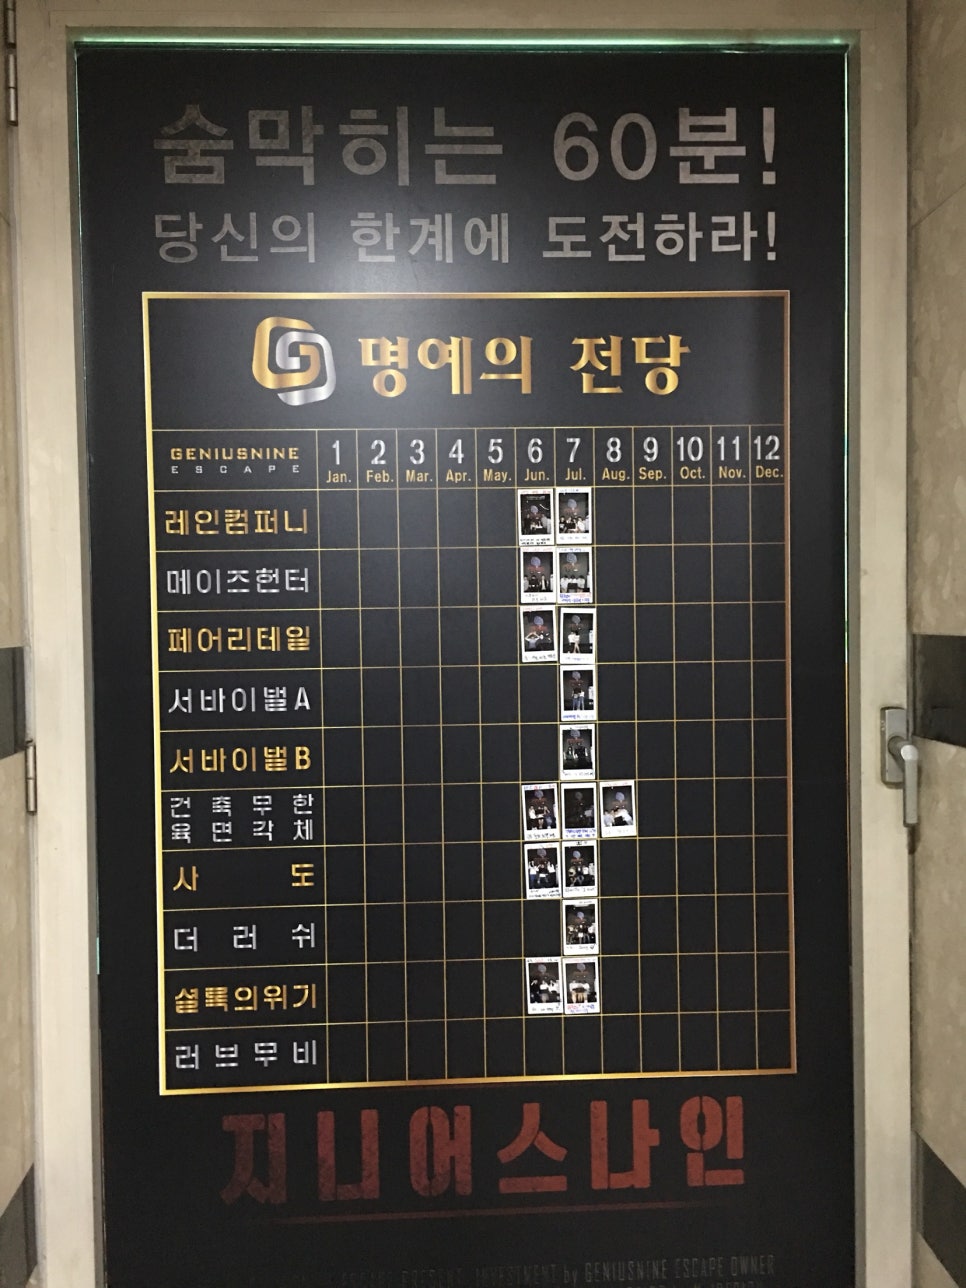 숨막히는 60분!
당신의 한계에 도전하라!
명예의 전당
GENIUSNINE
ESCAPE
1 2 3 4 5 6 7 8 9 10 11 12
Jan. Feb. Mar. Apr. May. Jun. Jul. Aug. Sep. Oct. Nov. Dec.
레인컴퍼니
메이즈헌터
페어리테일
서바이벌A
서바이벌B
건축무한
육면각체
사도
더러쉬
셜록의위기
러브무비
지니어스나인
INVESTMENT by GENIUSNINE ESCAPE OWNER